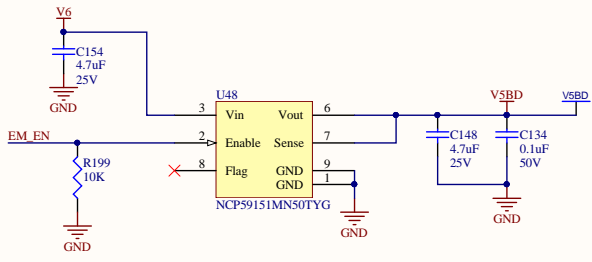 V6
C154
4.7uF
25V
GND
U48
3 Vin Vout 6
V5BD
V5BD
EM_EN
2 Enable Sense 7
C148
4.7uF
25V
C134
0.1uF
50V
R199
10K
8 Flag GND 9
GND 1
NCP59151MN50TYG
GND
GND
GND